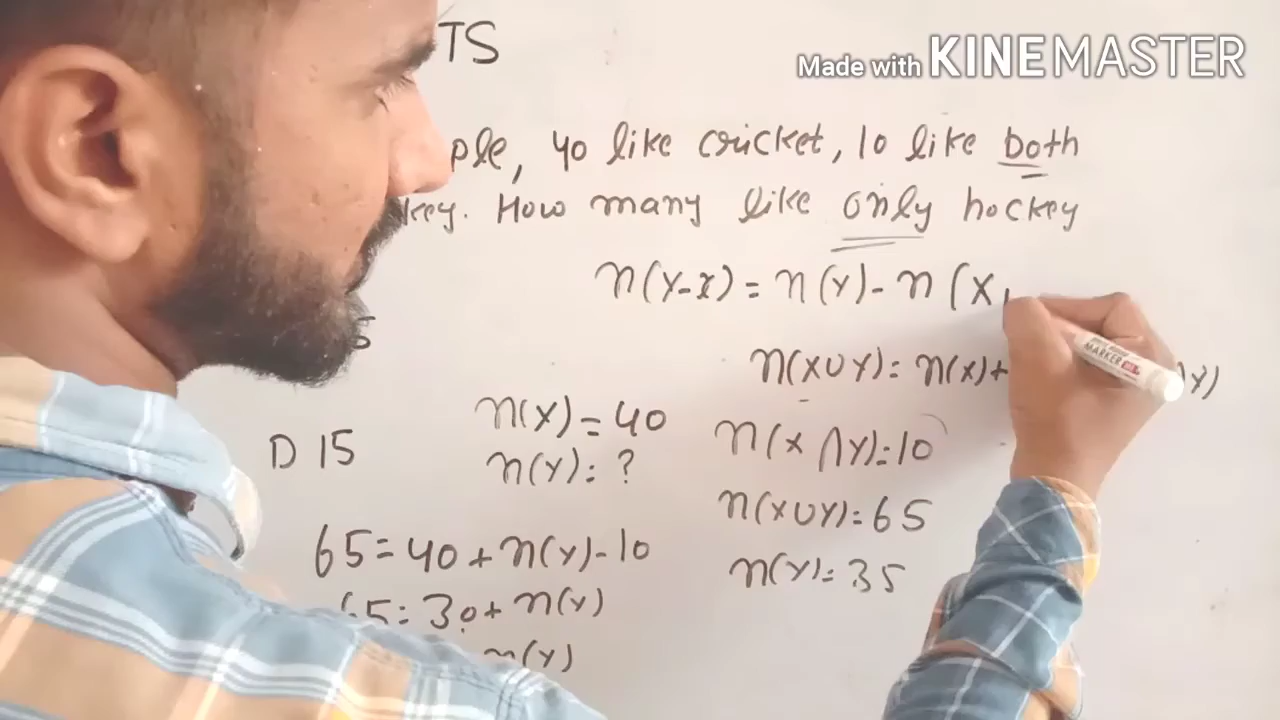 TS
Made with KINEMASTER
ple, 40 like cricket, 10 like both
key. How many like only hockey
n(Y-X) = n(Y) - n(X
5
n(XUY) = n(X)+ Y)
n(X) = 40
n(X∩Y)=10
D 15
n(Y) = ?
n(XUY)=65
65 = 40 + n(Y) - 10
n(Y) = 35
65 = 30 + n(Y)
n(Y)